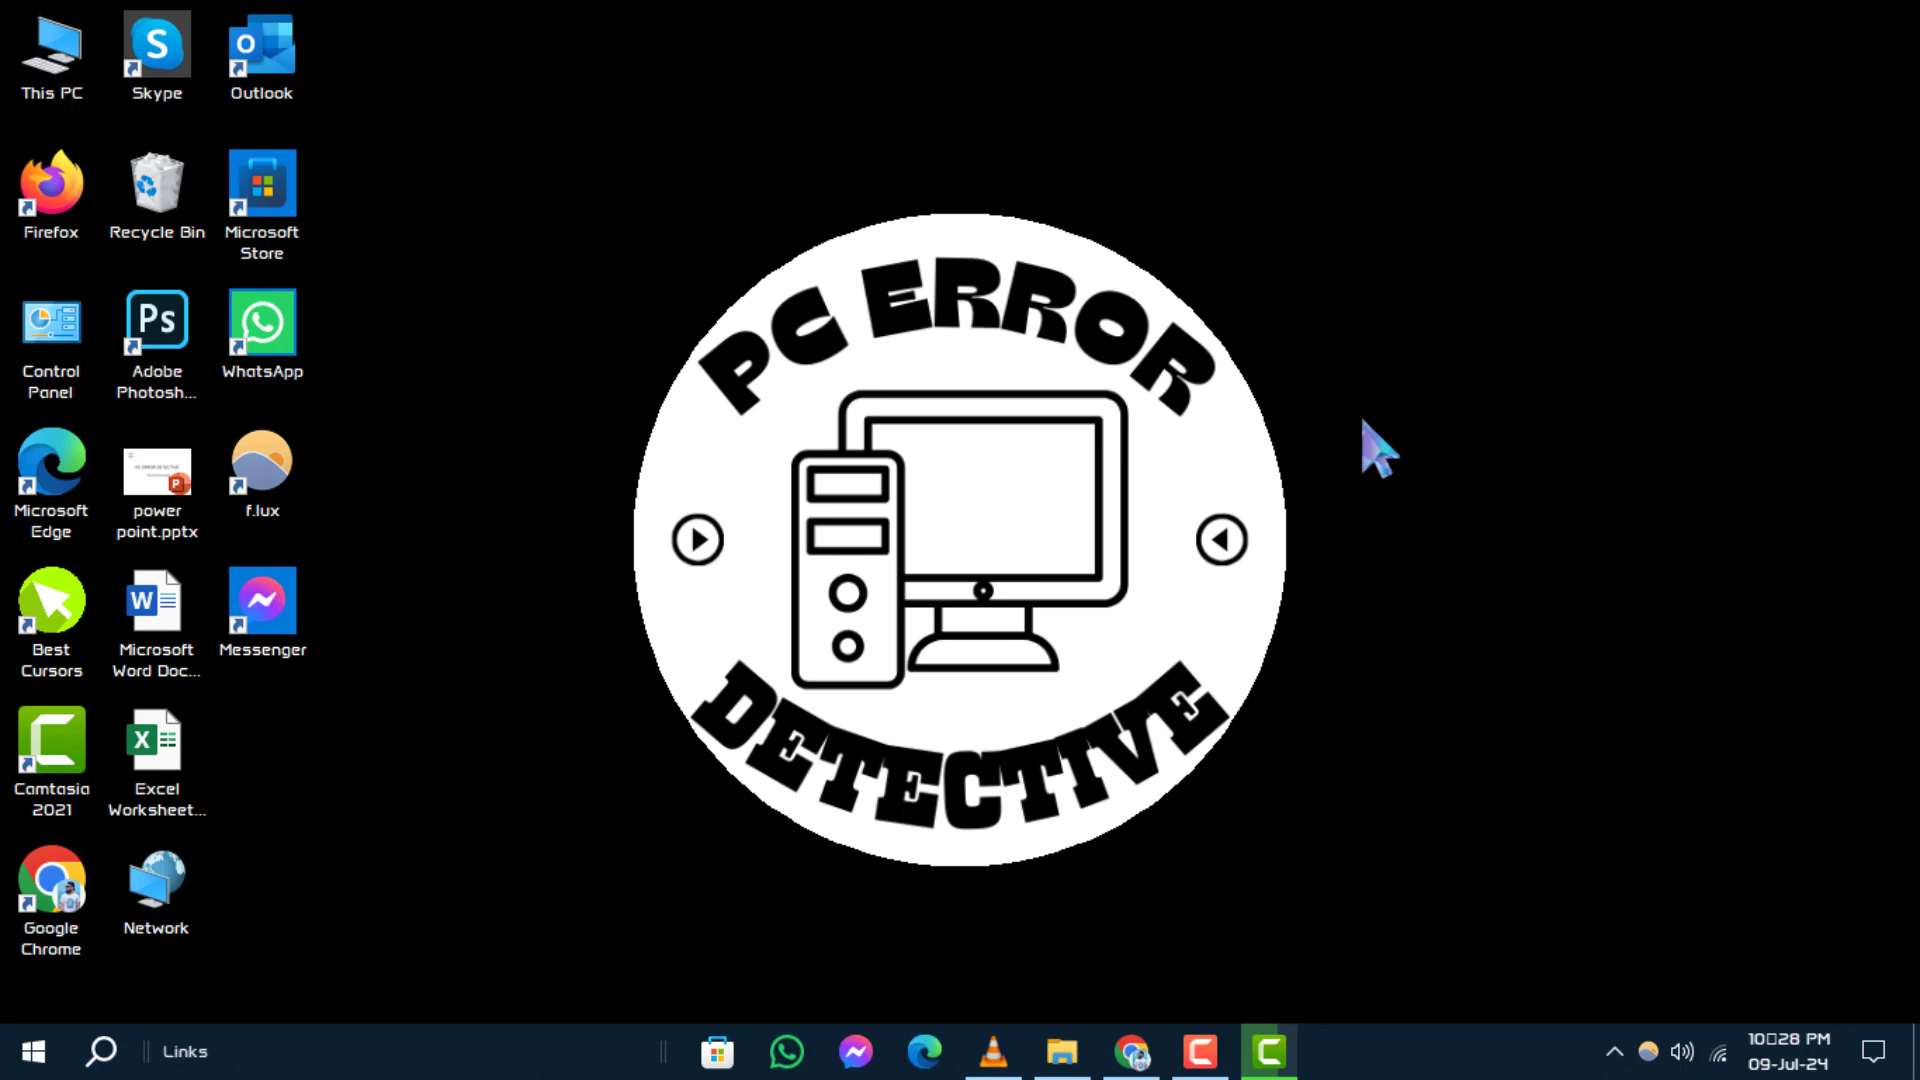 This PC
Skype
Outlook
Firefox
Recycle Bin
Microsoft
Store
Control
Panel
Adobe
Photosh...
WhatsApp
Microsoft
Edge
power
point.pptx
f.lux
Best
Cursors
Microsoft
Word Doc...
Messenger
Camtasia
2021
Excel
Worksheet...
Google
Chrome
Network
PC ERROR
DETECTIVE
Links
10□28 PM
09-Jul-24